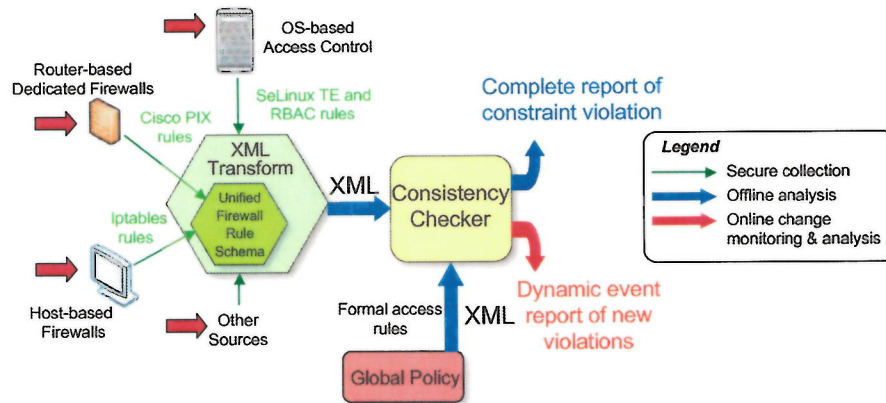 OS-based
Access Control
Router-based
Dedicated Firewalls
Cisco PIX
rules
SeLinux TE and
RBAC rules
XML
Transform
Unified
Firewall
Rule
Schema
Iptables
rules
Host-based
Firewalls
Other
Sources
XML
Consistency
Checker
Complete report of
constraint violation
Dynamic event
report of new
violations
Formal access
rules
XML
Global Policy
Legend
Secure collection
Offline analysis
Online change
monitoring & analysis